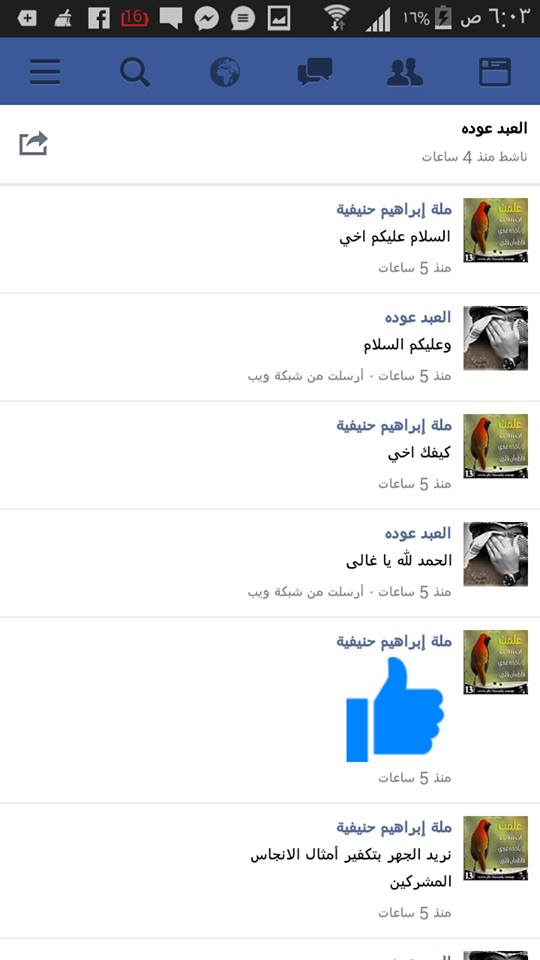 ١٦% ٦:٠٣ ص
16
العبد عوده
ناشط منذ 4 ساعات
ملة إبراهيم حنيفية
السلام عليكم اخي
منذ 5 ساعات
العبد عوده
وعليكم السلام
منذ 5 ساعات · أرسلت من شبكة ويب
ملة إبراهيم حنيفية
كيفك اخي
منذ 5 ساعات
العبد عوده
الحمد لله يا غالى
منذ 5 ساعات · أرسلت من شبكة ويب
ملة إبراهيم حنيفية
منذ 5 ساعات
ملة إبراهيم حنيفية
نريد الجهر بتكفير أمثال الانجاس
المشركين
منذ 5 ساعات